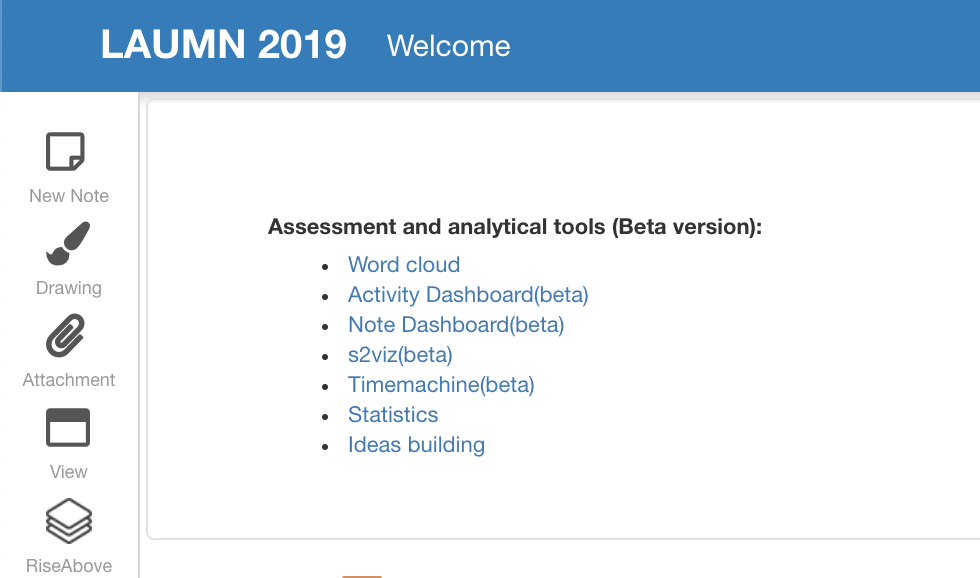 LAUMN 2019 Welcome
New Note
Drawing
Attachment
View
RiseAbove
Assessment and analytical tools (Beta version):
Word cloud
Activity Dashboard(beta)
Note Dashboard(beta)
s2viz(beta)
Timemachine(beta)
Statistics
Ideas building